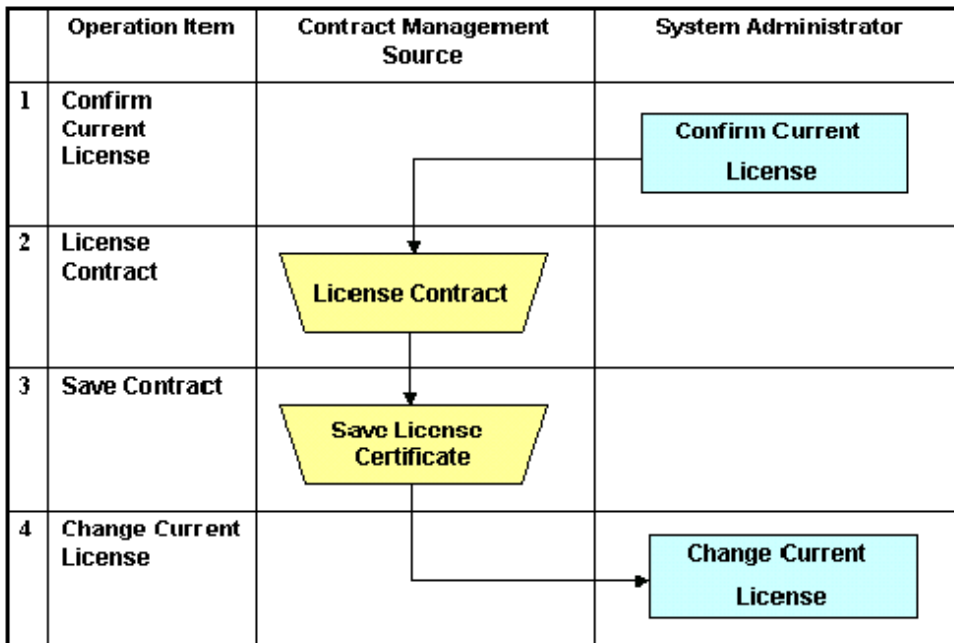 Operation Item
Contract Management
Source
System Administrator
1
Confirm
Current
License
Confirm Current
License
2
License
Contract
License Contract
3
Save Contract
Save License
Certificate
4
Change Current
License
Change Current
License